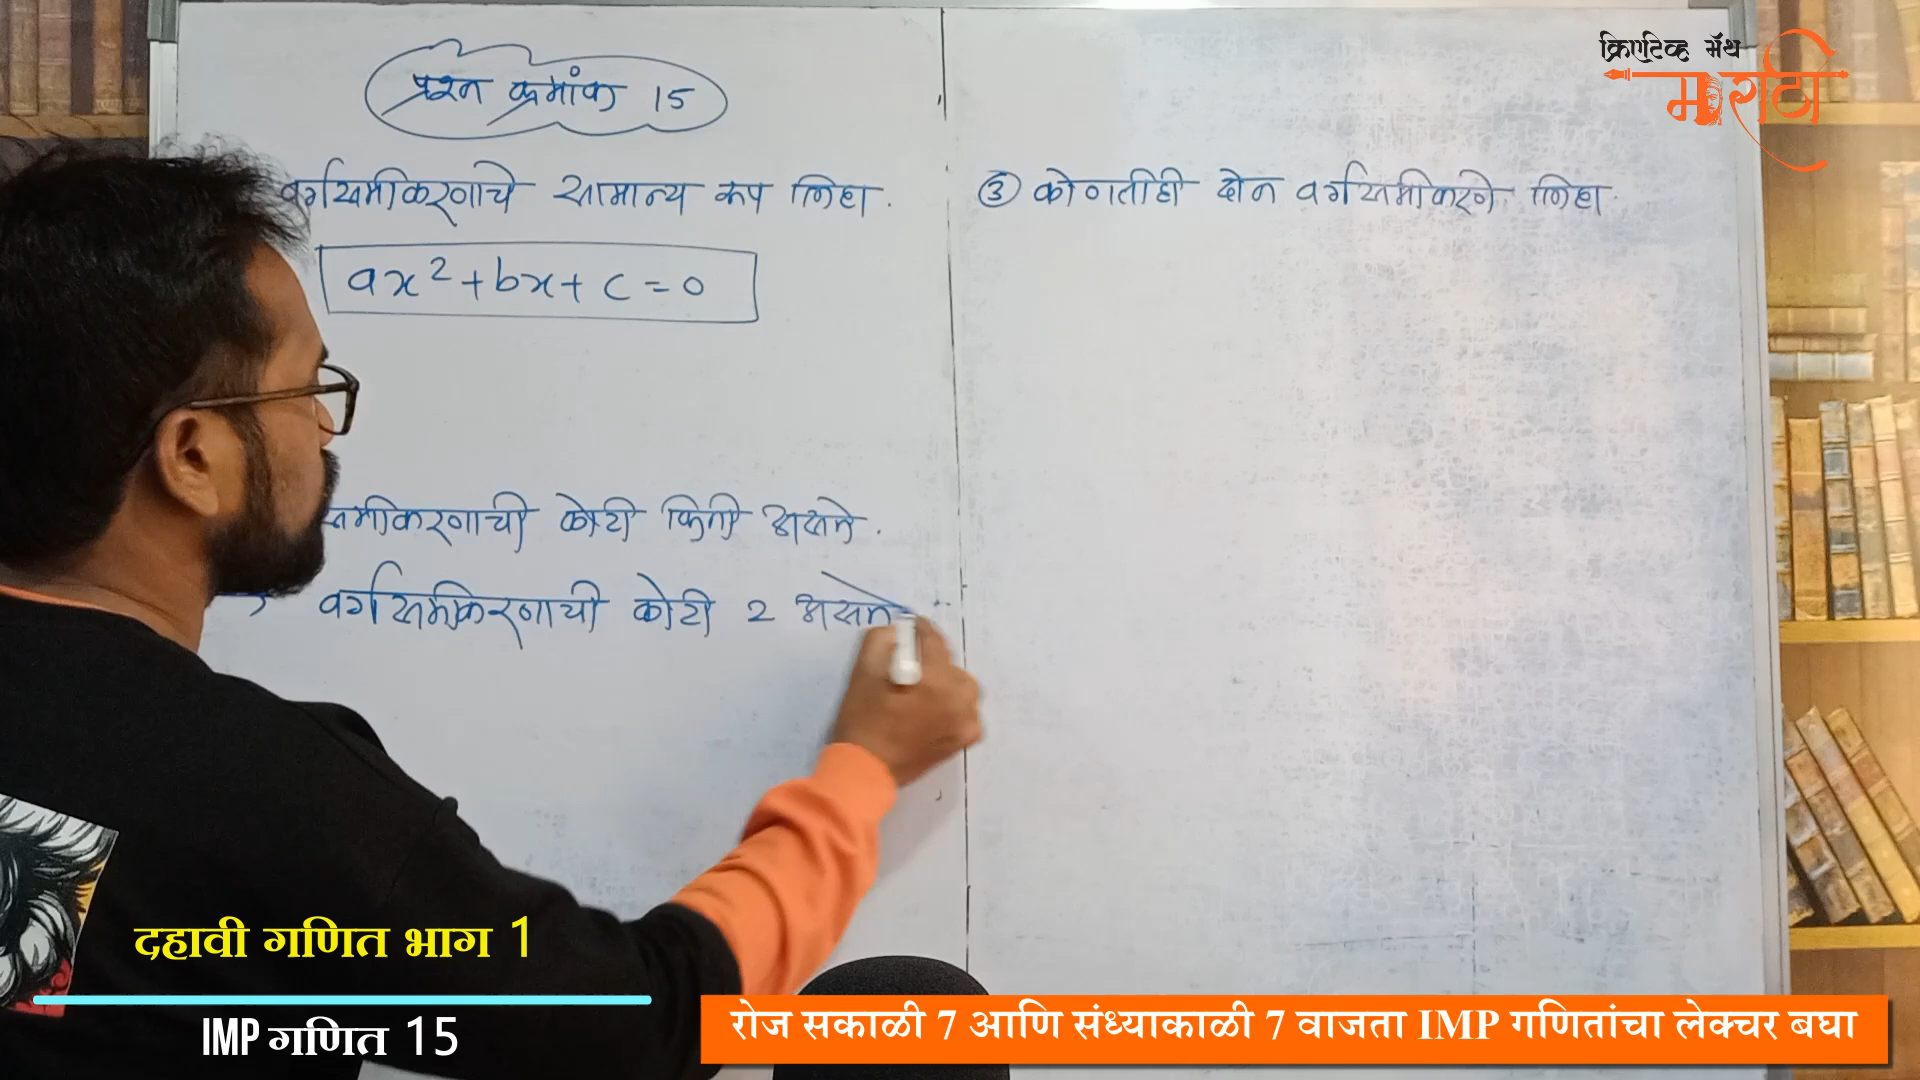 प्रश्न क्रमांक 15
वर्गसमीकरणाचे सामान्य रूप लिहा.
ax² + bx + c = 0
समीकरणाची कोटी किती असते.
वर्गसमीकरणाची कोटी 2 असते
③ कोणतीही दोन वर्गसमीकरणे लिहा.
क्रिएटिव्ह मॅथ
मराठी
दहावी गणित भाग 1
IMP गणित 15
रोज सकाळी 7 आणि संध्याकाळी 7 वाजता IMP गणितांचा लेक्चर बघा